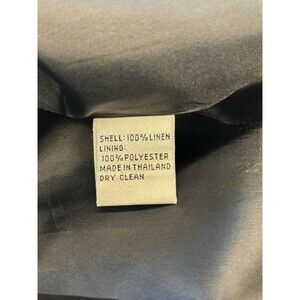 SHELL: 100% LINEN
LINING:
100% POLYESTER
MADE IN THAILAND
DRY CLEAN